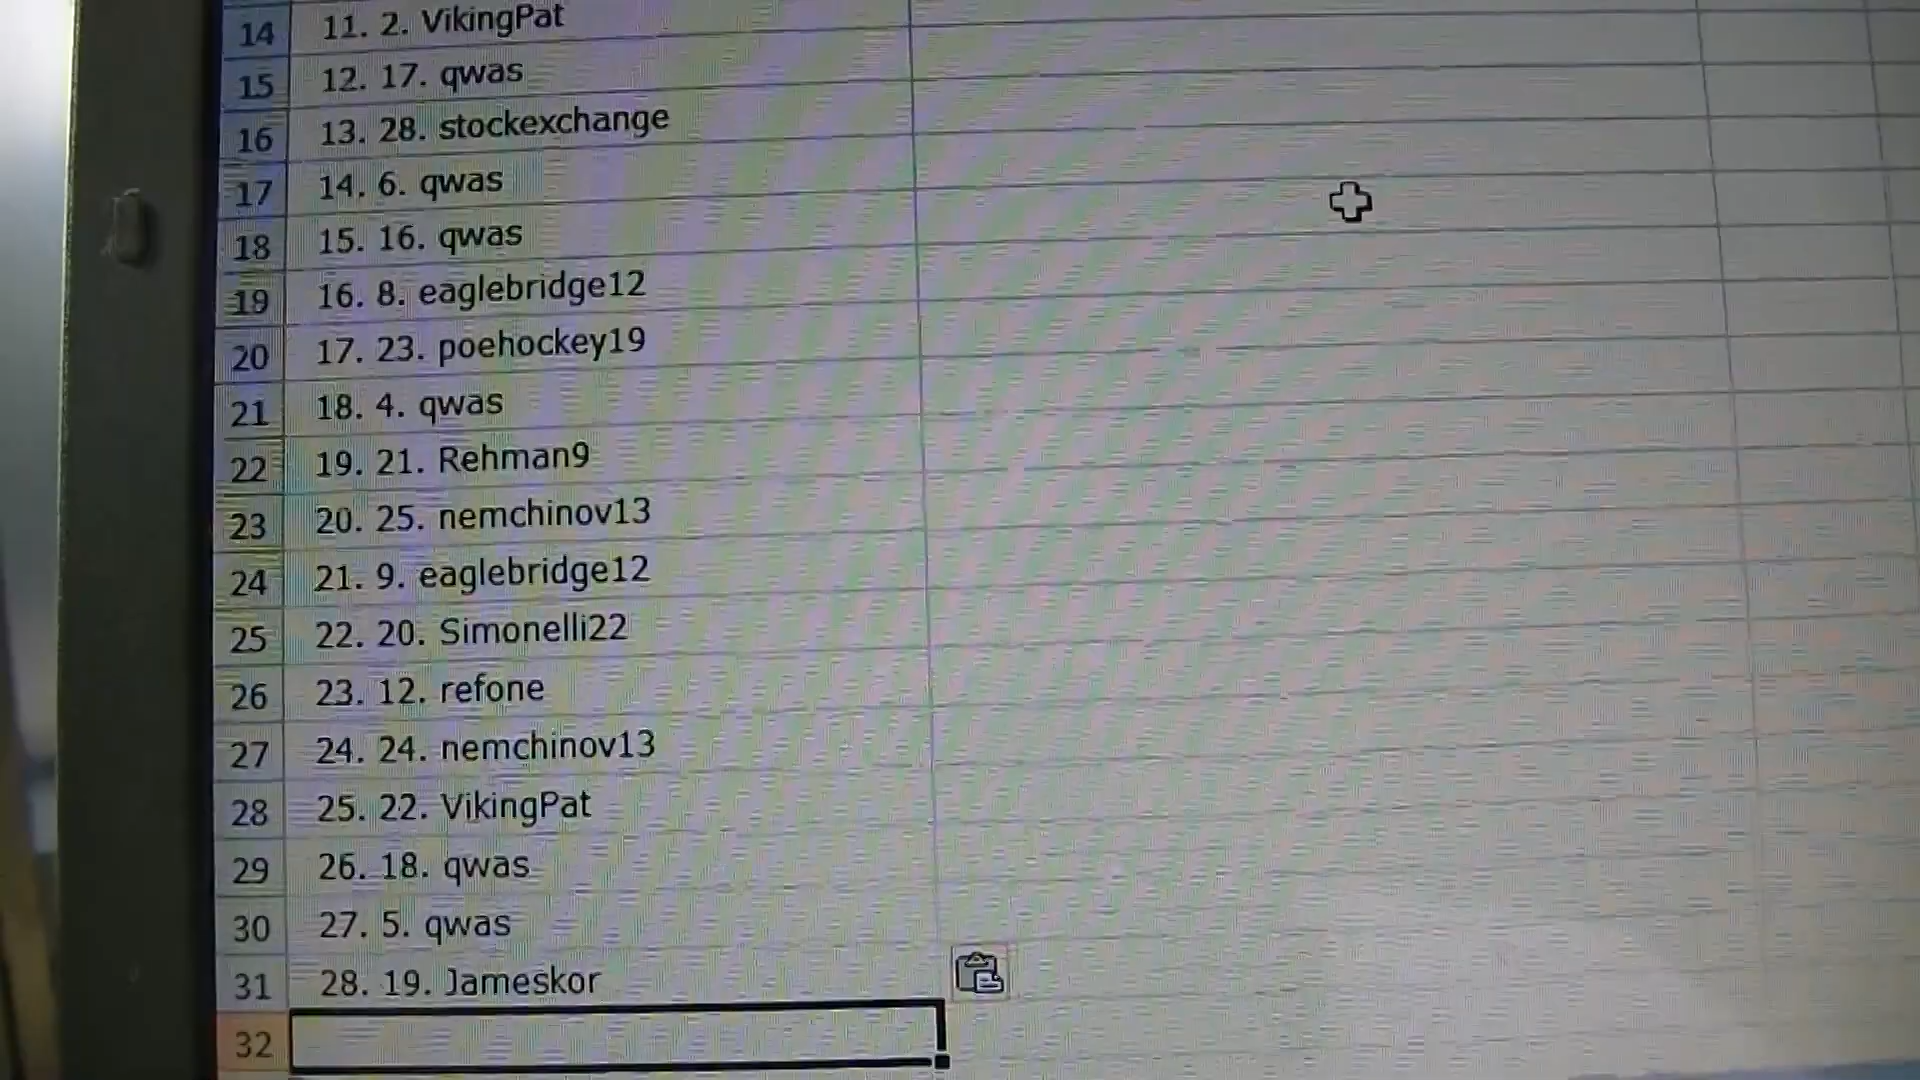 14 11. 2. VikingPat
15 12. 17. qwas
16 13. 28. stockexchange
17 14. 6. qwas
18 15. 16. qwas
19 16. 8. eaglebridge12
20 17. 23. poehockey19
21 18. 4. qwas
22 19. 21. Rehman9
23 20. 25. nemchinov13
24 21. 9. eaglebridge12
25 22. 20. Simonelli22
26 23. 12. refone
27 24. 24. nemchinov13
28 25. 22. VikingPat
29 26. 18. qwas
30 27. 5. qwas
31 28. 19. Jameskor
32